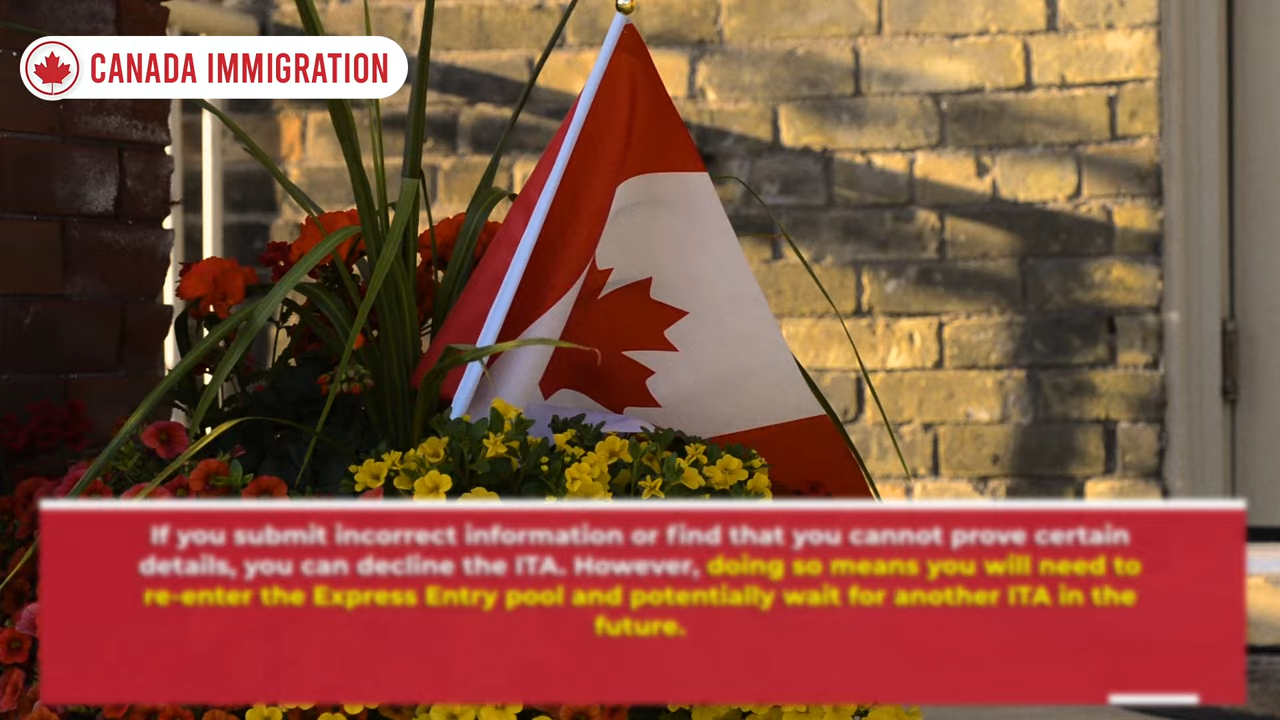 CANADA IMMIGRATION
If you submit incorrect information or find that you cannot prove certain
details, you can decline the ITA. However, doing so means you will need to
re-enter the Express Entry pool and potentially wait for another ITA in the
future.